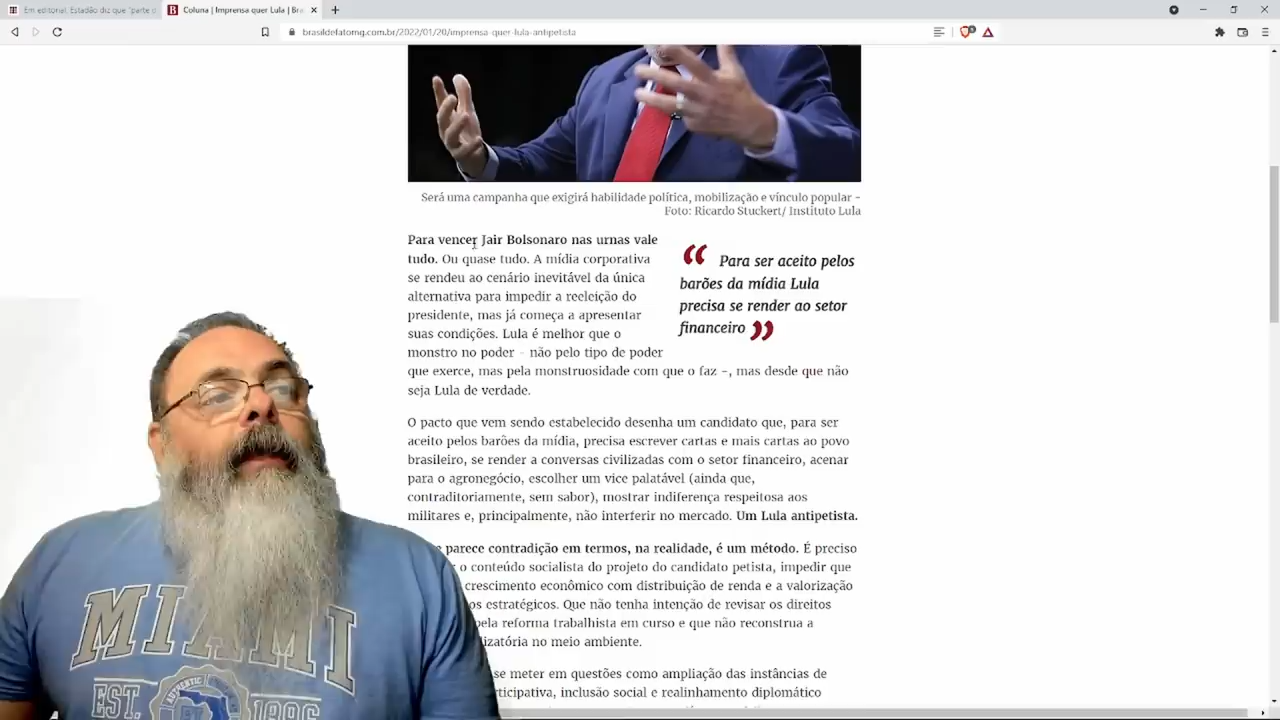 Em editorial, Estadão diz que "parte d
Coluna | Imprensa quer Lula | Bras
brasildefatomg.com.br/2022/01/20/imprensa-quer-lula-antipetista
Será uma campanha que exigirá habilidade política, mobilização e vínculo popular -
Foto: Ricardo Stuckert/ Instituto Lula
Para vencer Jair Bolsonaro nas urnas vale
tudo. Ou quase tudo. A mídia corporativa
se rendeu ao cenário inevitável da única
alternativa para impedir a reeleição do
presidente, mas já começa a apresentar
suas condições. Lula é melhor que o
monstro no poder - não pelo tipo de poder
que exerce, mas pela monstruosidade com que o faz -, mas desde que não
seja Lula de verdade.
“ Para ser aceito pelos
barões da mídia Lula
precisa se render ao setor
financeiro ”
O pacto que vem sendo estabelecido desenha um candidato que, para ser
aceito pelos barões da mídia, precisa escrever cartas e mais cartas ao povo
brasileiro, se render a conversas civilizadas com o setor financeiro, acenar
para o agronegócio, escolher um vice palatável (ainda que,
contraditoriamente, sem sabor), mostrar indiferença respeitosa aos
militares e, principalmente, não interferir no mercado. Um Lula antipetista.
parece contradição em termos, na realidade, é um método. É preciso
o conteúdo socialista do projeto do candidato petista, impedir que
crescimento econômico com distribuição de renda e a valorização
os estratégicos. Que não tenha intenção de revisar os direitos
pela reforma trabalhista em curso e que não reconstrua a
izatória no meio ambiente.
se meter em questões como ampliação das instâncias de
ticipativa, inclusão social e realinhamento diplomático
MIAMI
EST. 1896